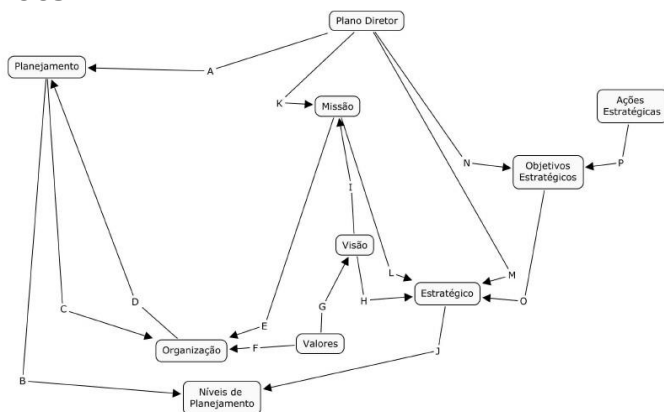 Plano Diretor
Planejamento
A
K
Missão
Ações
Estratégicas
N
P
Objetivos
Estratégicos
I
Visão
L
M
Estratégico
H
O
D
C
G
E
F
Valores
Organização
J
B
Níveis de
Planejamento